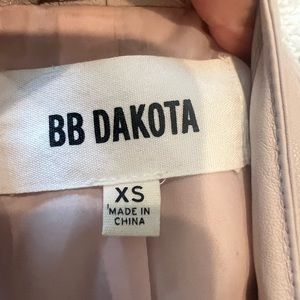 BB DAKOTA
XS
MADE IN
CHINA